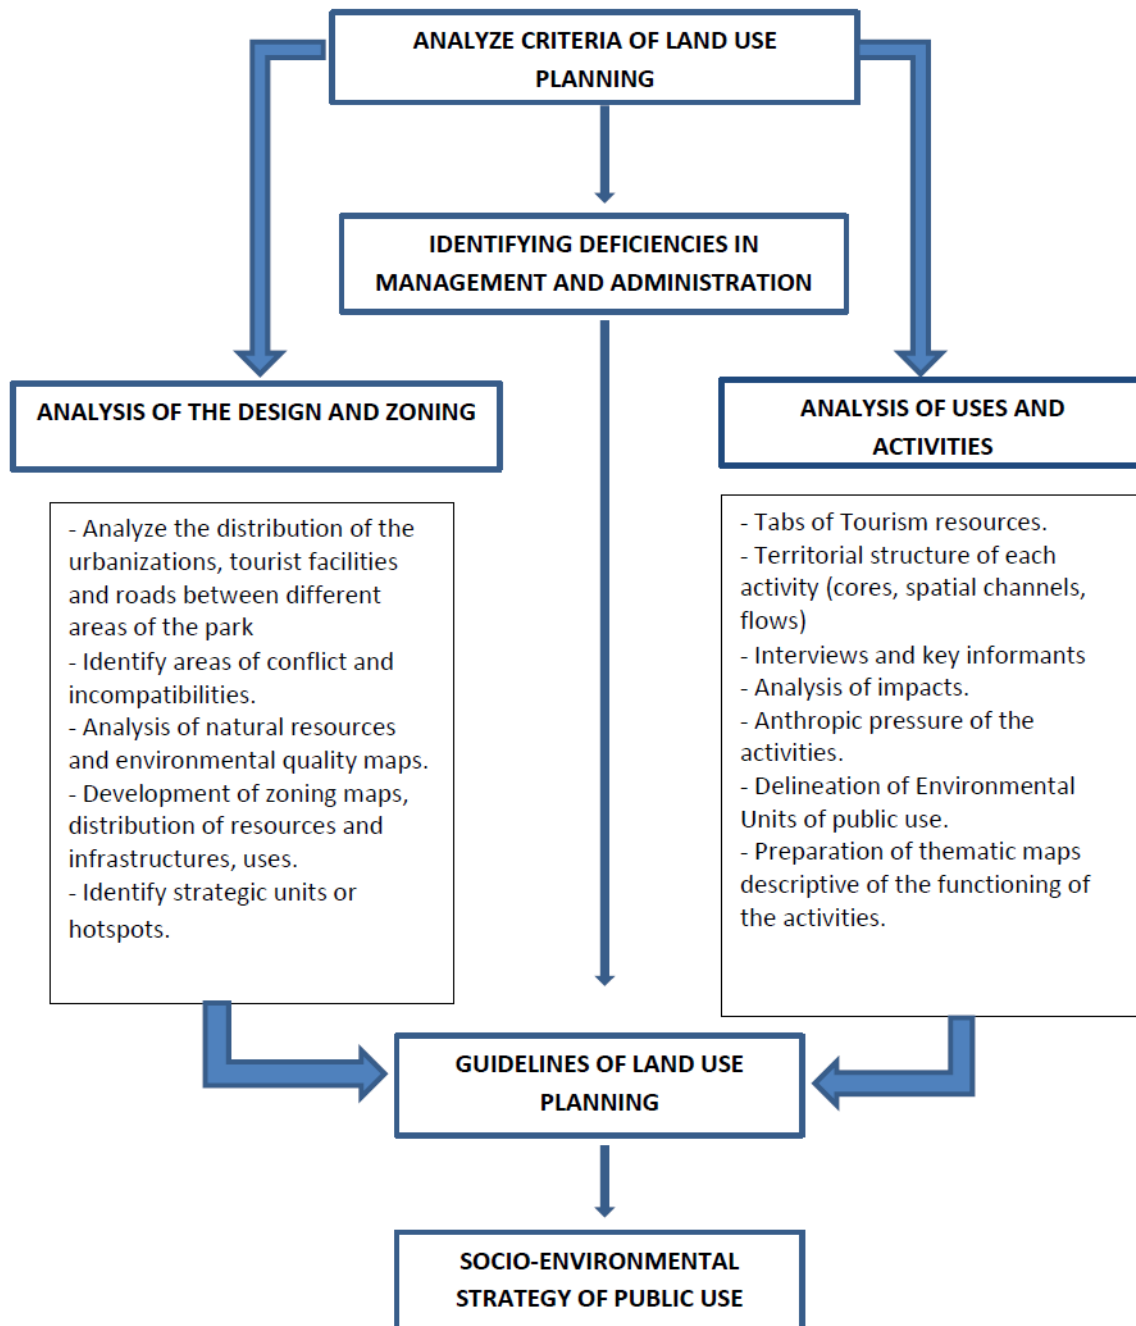 ANALYZE CRITERIA OF LAND USE
PLANNING
IDENTIFYING DEFICIENCIES IN
MANAGEMENT AND ADMINISTRATION
ANALYSIS OF THE DESIGN AND ZONING
- Analyze the distribution of the
urbanizations, tourist facilities
and roads between different
areas of the park
- Identify areas of conflict and
incompatibilities.
- Analysis of natural resources
and environmental quality maps.
- Development of zoning maps,
distribution of resources and
infrastructures, uses.
- Identify strategic units or
hotspots.
ANALYSIS OF USES AND
ACTIVITIES
- Tabs of Tourism resources.
- Territorial structure of each
activity (cores, spatial channels,
flows)
- Interviews and key informants
- Analysis of impacts.
- Anthropic pressure of the
activities.
- Delineation of Environmental
Units of public use.
- Preparation of thematic maps
descriptive of the functioning of
the activities.
GUIDELINES OF LAND USE
PLANNING
SOCIO-ENVIRONMENTAL
STRATEGY OF PUBLIC USE